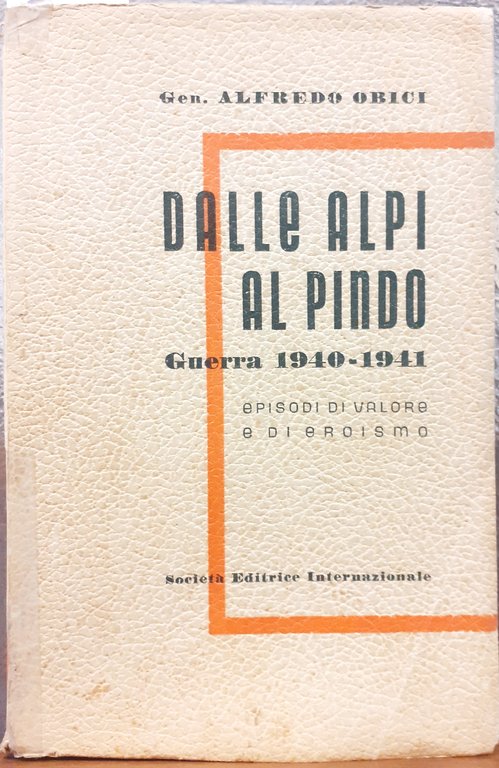 Gen. ALFREDO OBICI
DALLE ALPI
AL PINDO
Guerra 1940-1941
EPISODI DI VALORE
E DI EROISMO
Società Editrice Internazionale